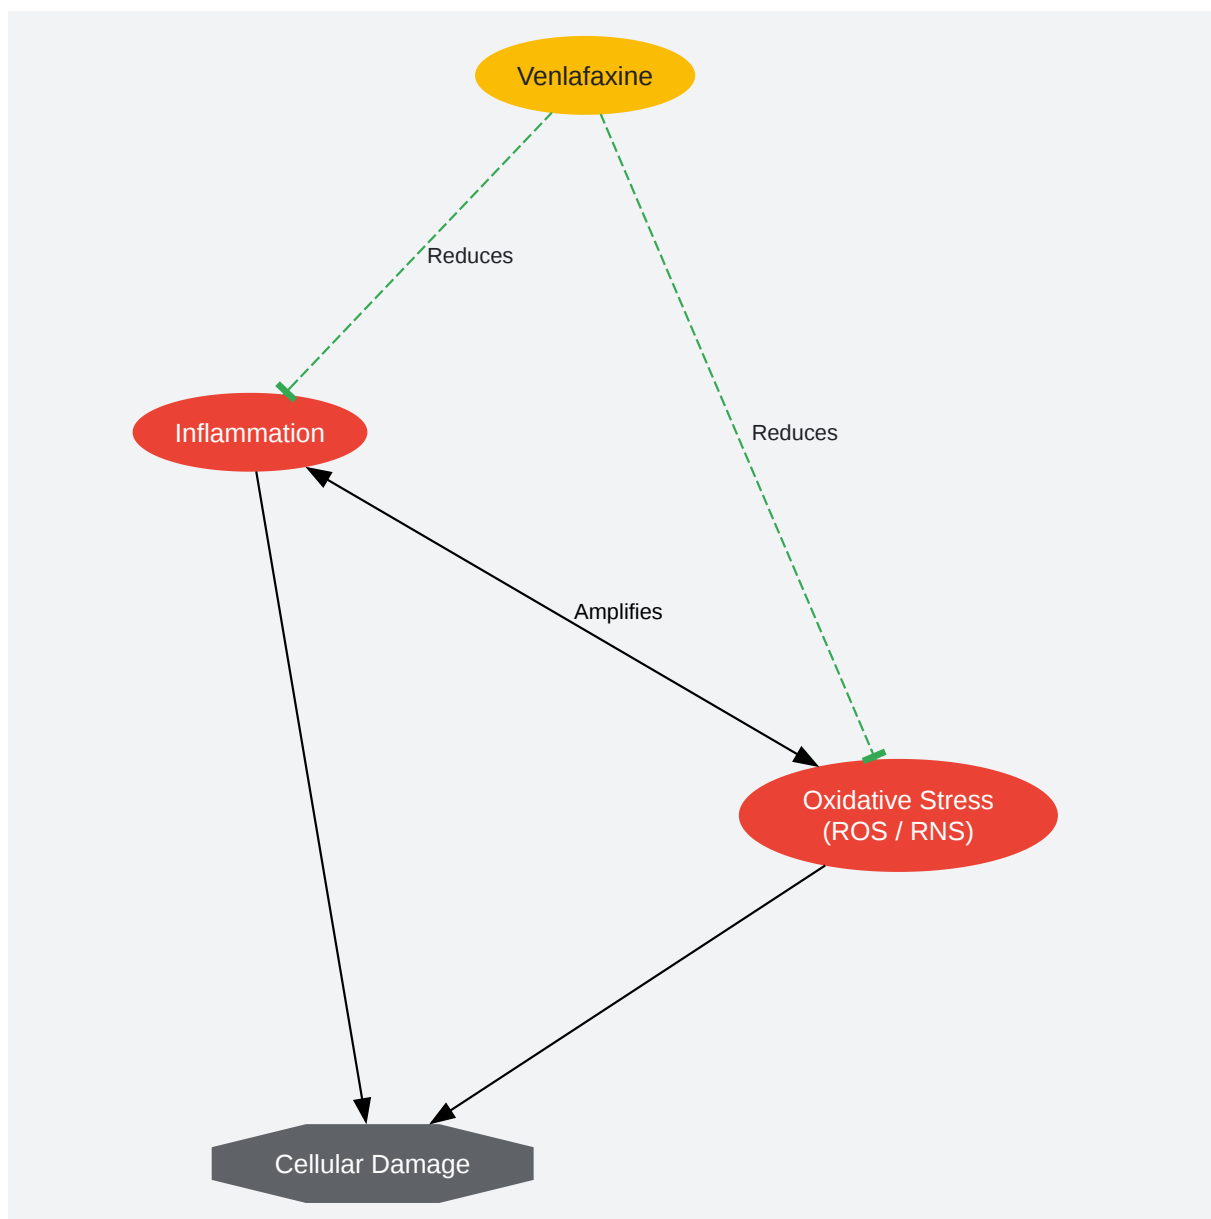 Venlafaxine
Reduces
Inflammation
Reduces
Amplifies
Oxidative Stress
(ROS / RNS)
Cellular Damage